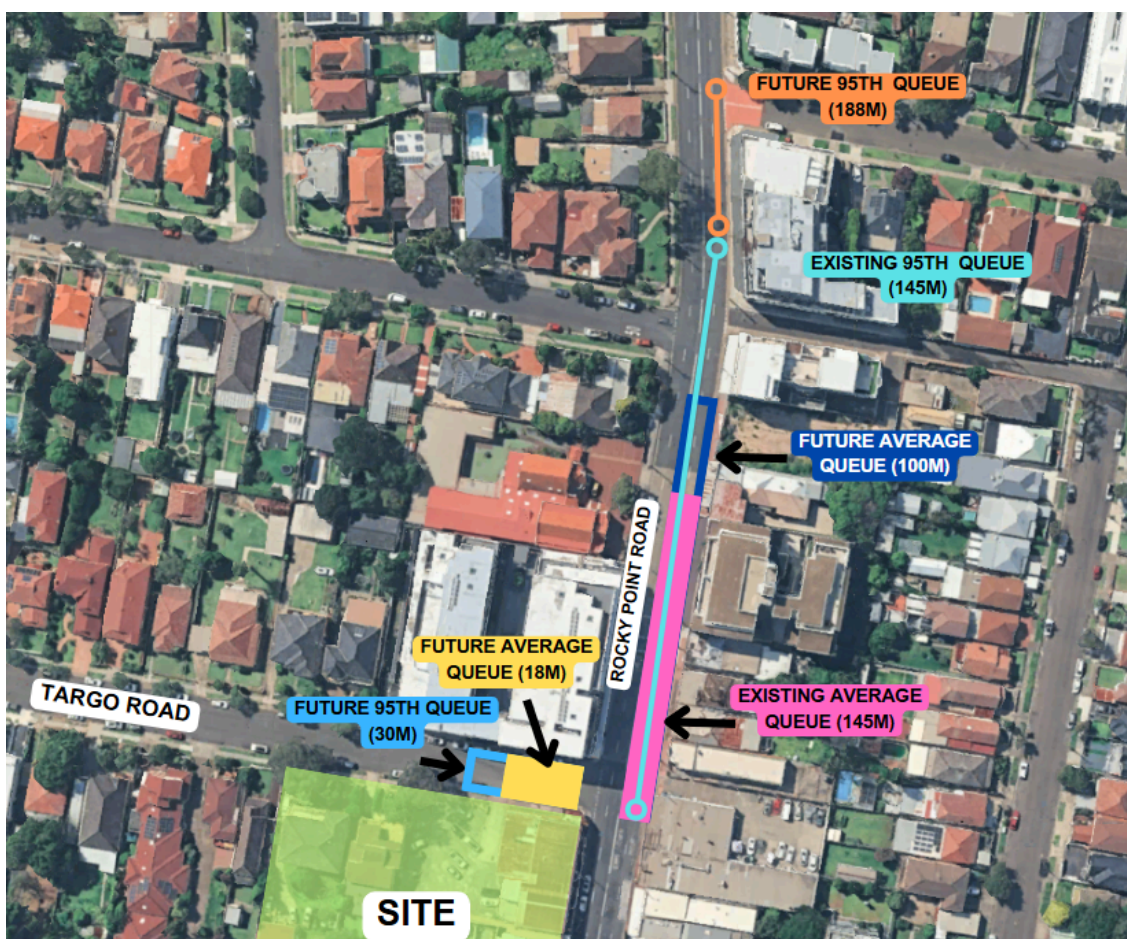 FUTURE 95TH QUEUE
(188M)
EXISTING 95TH QUEUE
(145M)
FUTURE AVERAGE
QUEUE (100M)
ROCKY POINT ROAD
FUTURE AVERAGE
QUEUE (18M)
TARGO ROAD
FUTURE 95TH QUEUE
(30M)
EXISTING AVERAGE
QUEUE (145M)
SITE